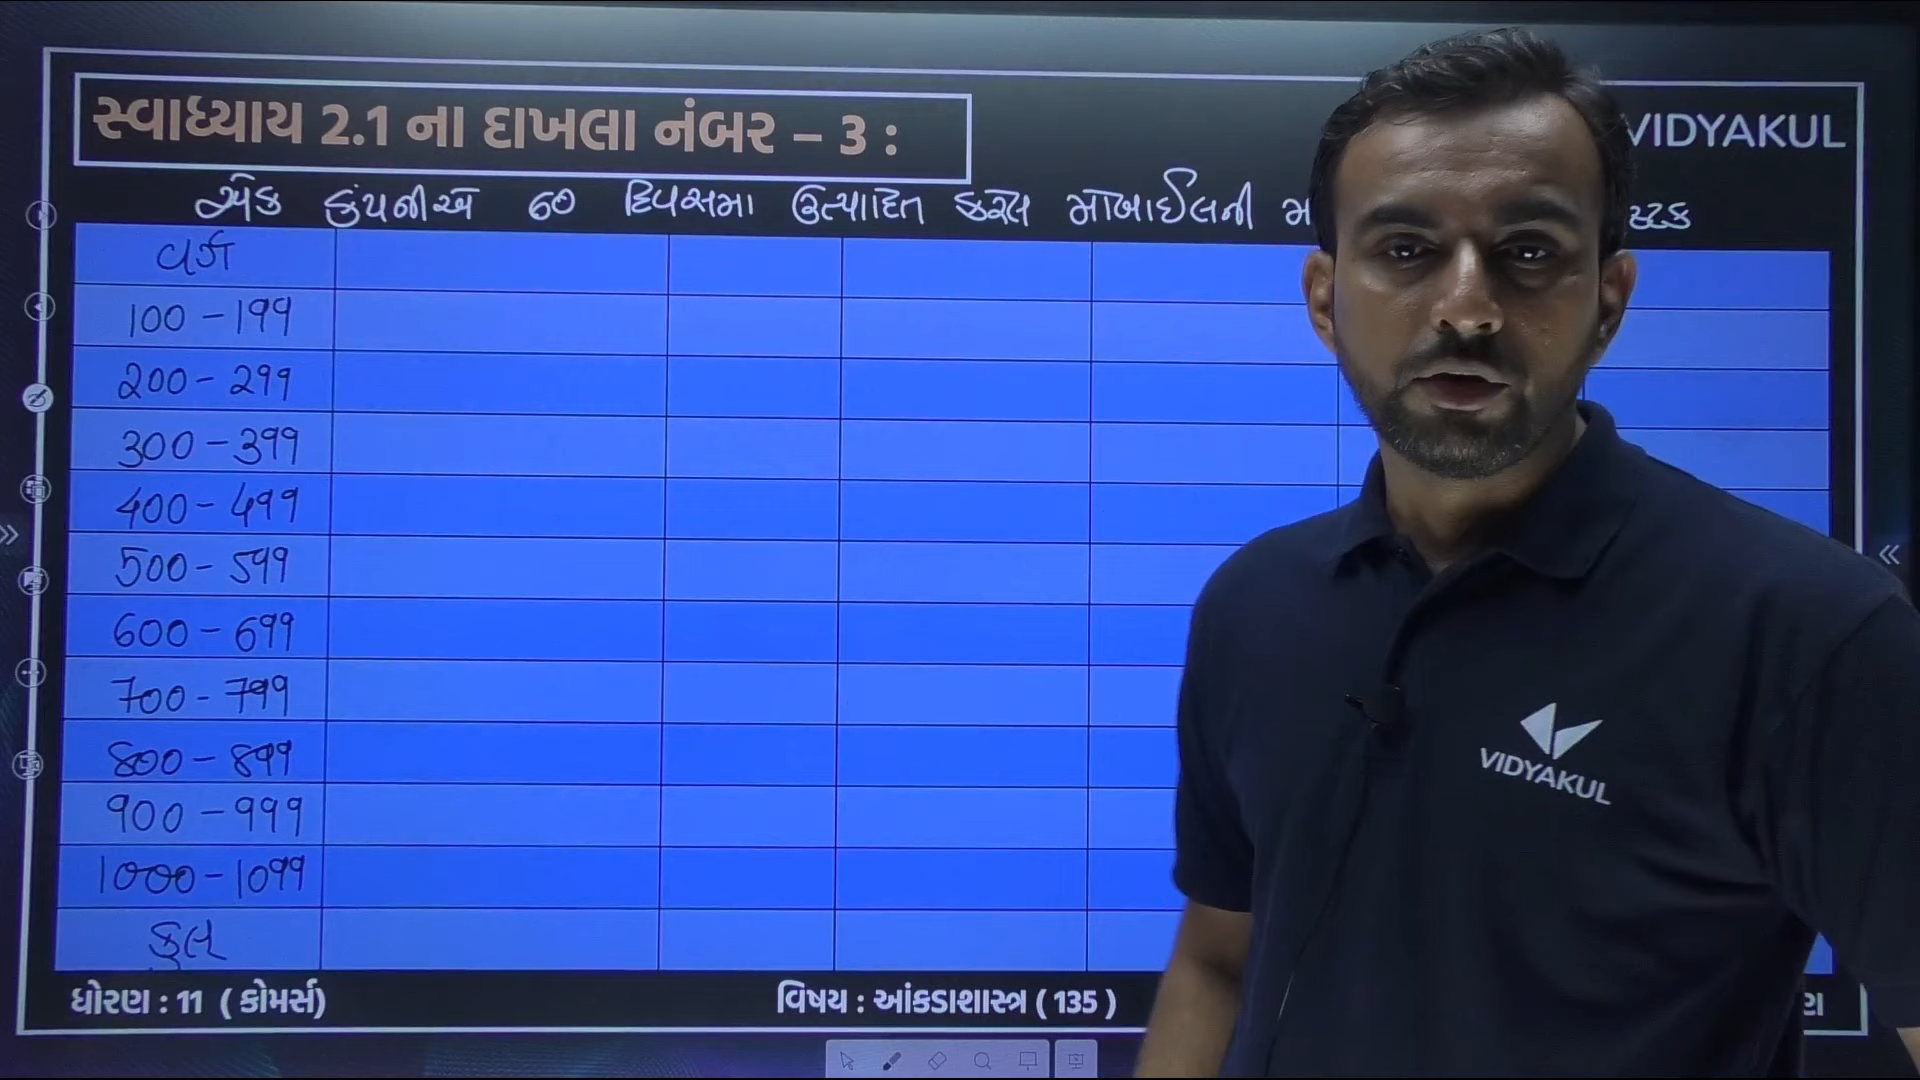 સ્વાધ્યાય 2.1 ના દાખલા નંબર – 3 :
VIDYAKUL
એક કંપનીએ 60 દિવસમા ઉત્પાદિત કરેલ મોબાઈલની
વર્ગ
100 - 199
200 - 299
300 - 399
400 - 499
500 - 599
600 - 699
700 - 799
800 - 899
900 - 999
1000 - 1099
કુલ
VIDYAKUL
ધોરણ : 11 ( કોમર્સ)
વિષય : આંકડાશાસ્ત્ર ( 135 )